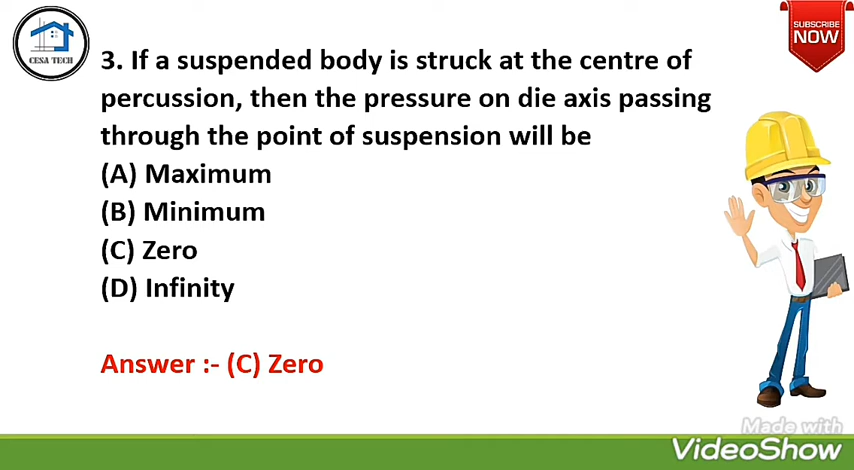 CESA TECH
SUBSCRIBE
NOW
3. If a suspended body is struck at the centre of
percussion, then the pressure on die axis passing
through the point of suspension will be
(A) Maximum
(B) Minimum
(C) Zero
(D) Infinity
Answer :- (C) Zero
Made with
VideoShow